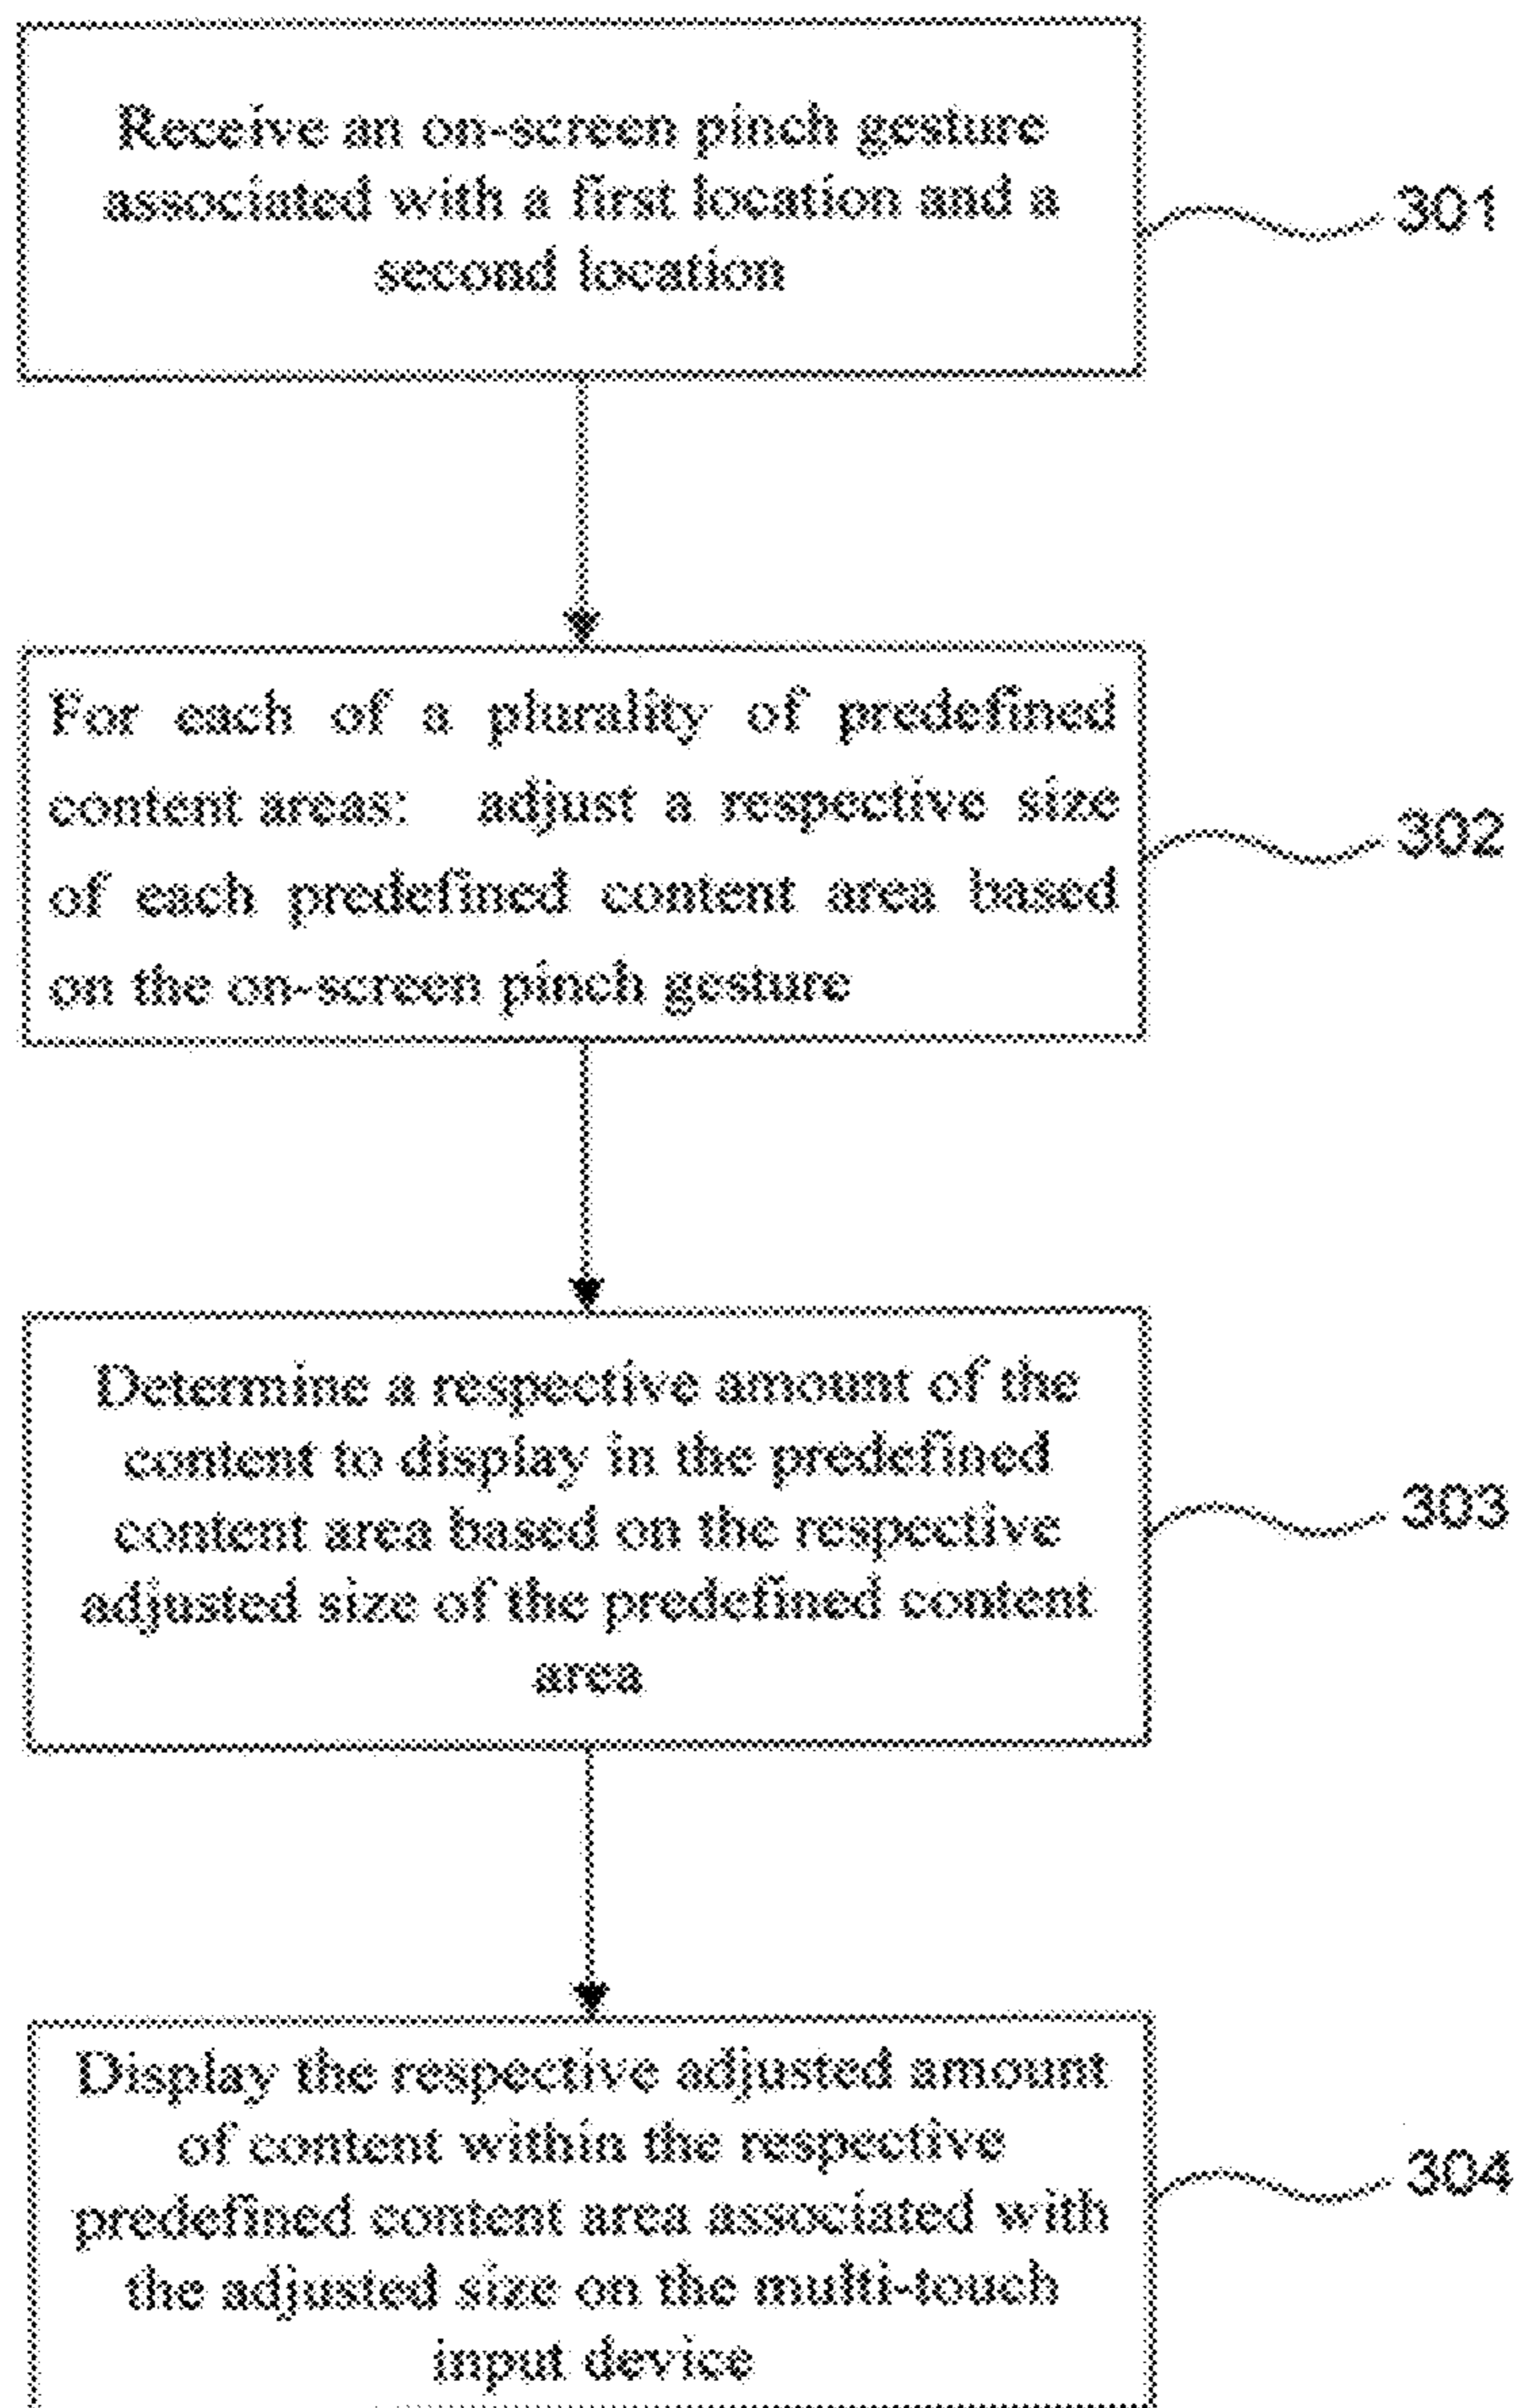 Receive an on-screen pinch gesture
associated with a first location and a
second location
301
For each of a plurality of predefined
content areas: adjust a respective size
of each predefined content area based
on the on-screen pinch gesture
302
Determine a respective amount of the
content to display in the predefined
content area based on the respective
adjusted size of the predefined content
area
303
Display the respective adjusted amount
of content within the respective
predefined content area associated with
the adjusted size on the multi-touch
input device
304